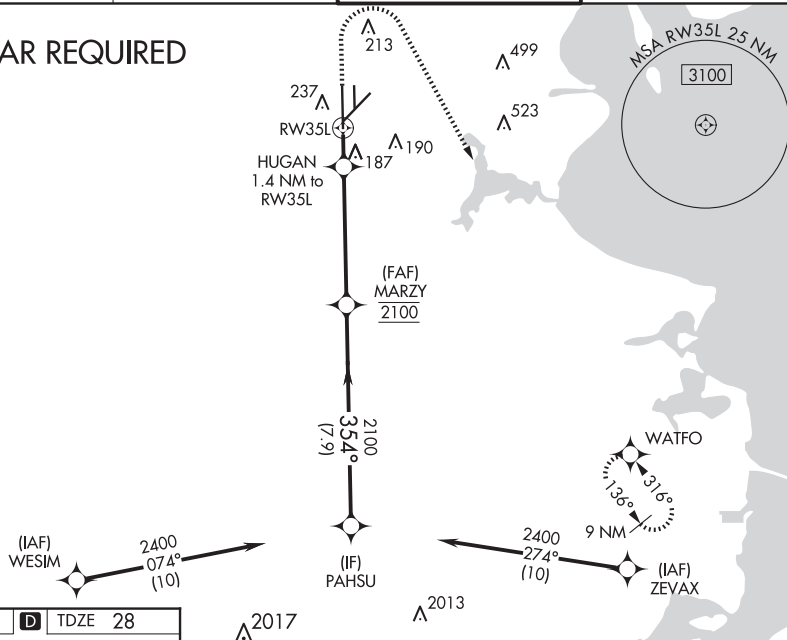 AR REQUIRED
213
499
MSA RW35L 25 NM
3100
237
RW35L
523
190
187
HUGAN
1.4 NM to
RW35L
(FAF)
MARZY
2100
2100
354°
(7.9)
WATFO
136°
316°
9 NM
(IAF)
WESIM
2400
074°
(10)
(IF)
PAHSU
2400
274°
(10)
(IAF)
ZEVAX
D TDZE 28
2017
2013